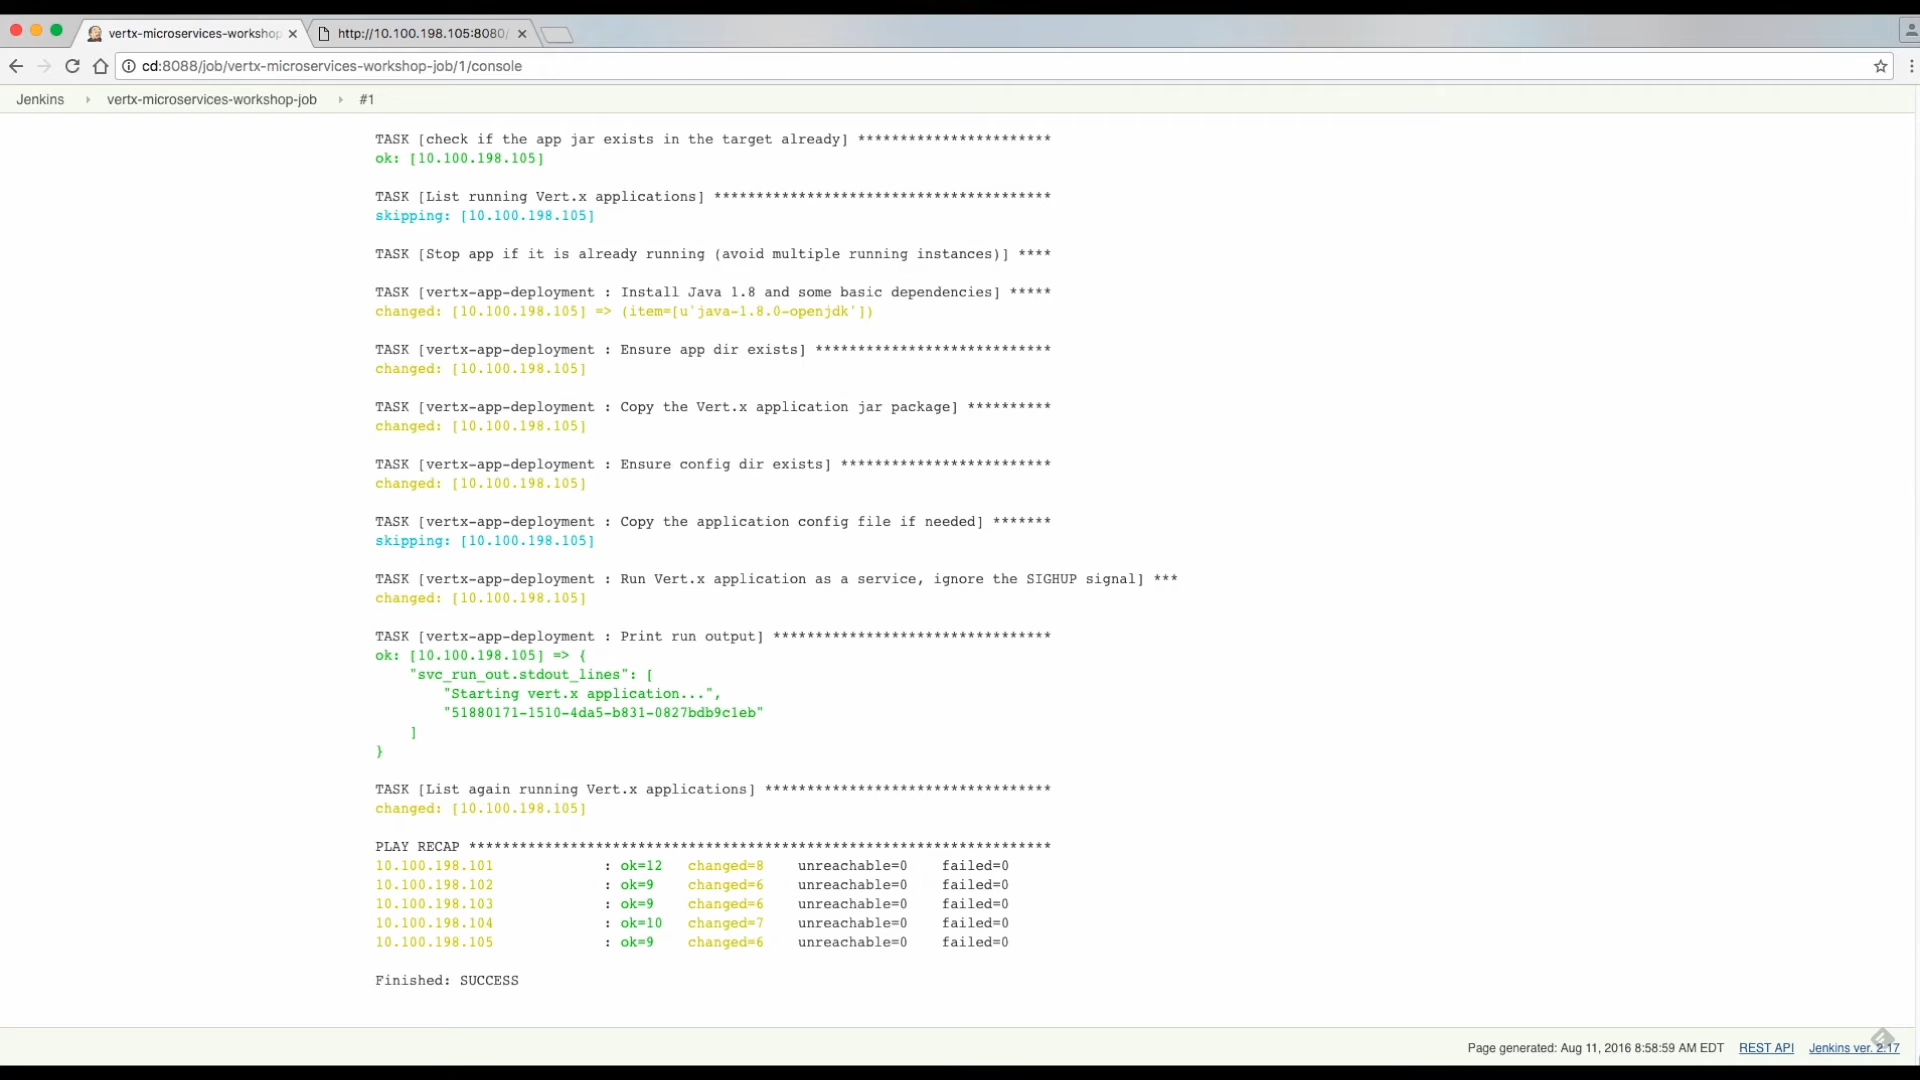 vertx-microservices-workshop
http://10.100.198.105:8080/
cd:8088/job/vertx-microservices-workshop-job/1/console
Jenkins vertx-microservices-workshop-job #1
TASK [check if the app jar exists in the target already] ***********************
ok: [10.100.198.105]
TASK [List running Vert.x applications] ****************************************
skipping: [10.100.198.105]
TASK [Stop app if it is already running (avoid multiple running instances)] ****
TASK [vertx-app-deployment : Install Java 1.8 and some basic dependencies] *****
changed: [10.100.198.105] => (item=[u'java-1.8.0-openjdk'])
TASK [vertx-app-deployment : Ensure app dir exists] ****************************
changed: [10.100.198.105]
TASK [vertx-app-deployment : Copy the Vert.x application jar package] **********
changed: [10.100.198.105]
TASK [vertx-app-deployment : Ensure config dir exists] *************************
changed: [10.100.198.105]
TASK [vertx-app-deployment : Copy the application config file if needed] *******
skipping: [10.100.198.105]
TASK [vertx-app-deployment : Run Vert.x application as a service, ignore the SIGHUP signal] ***
changed: [10.100.198.105]
TASK [vertx-app-deployment : Print run output] *********************************
ok: [10.100.198.105] => {
"svc_run_out.stdout_lines": [
"Starting vert.x application...",
"51880171-1510-4da5-b831-0827bdb9c1eb"
]
}
TASK [List again running Vert.x applications] **********************************
changed: [10.100.198.105]
PLAY RECAP *********************************************************************
10.100.198.101 : ok=12 changed=8 unreachable=0 failed=0
10.100.198.102 : ok=9 changed=6 unreachable=0 failed=0
10.100.198.103 : ok=9 changed=6 unreachable=0 failed=0
10.100.198.104 : ok=10 changed=7 unreachable=0 failed=0
10.100.198.105 : ok=9 changed=6 unreachable=0 failed=0
Finished: SUCCESS
Page generated: Aug 11, 2016 8:58:59 AM EDT REST API Jenkins ver. 2.17